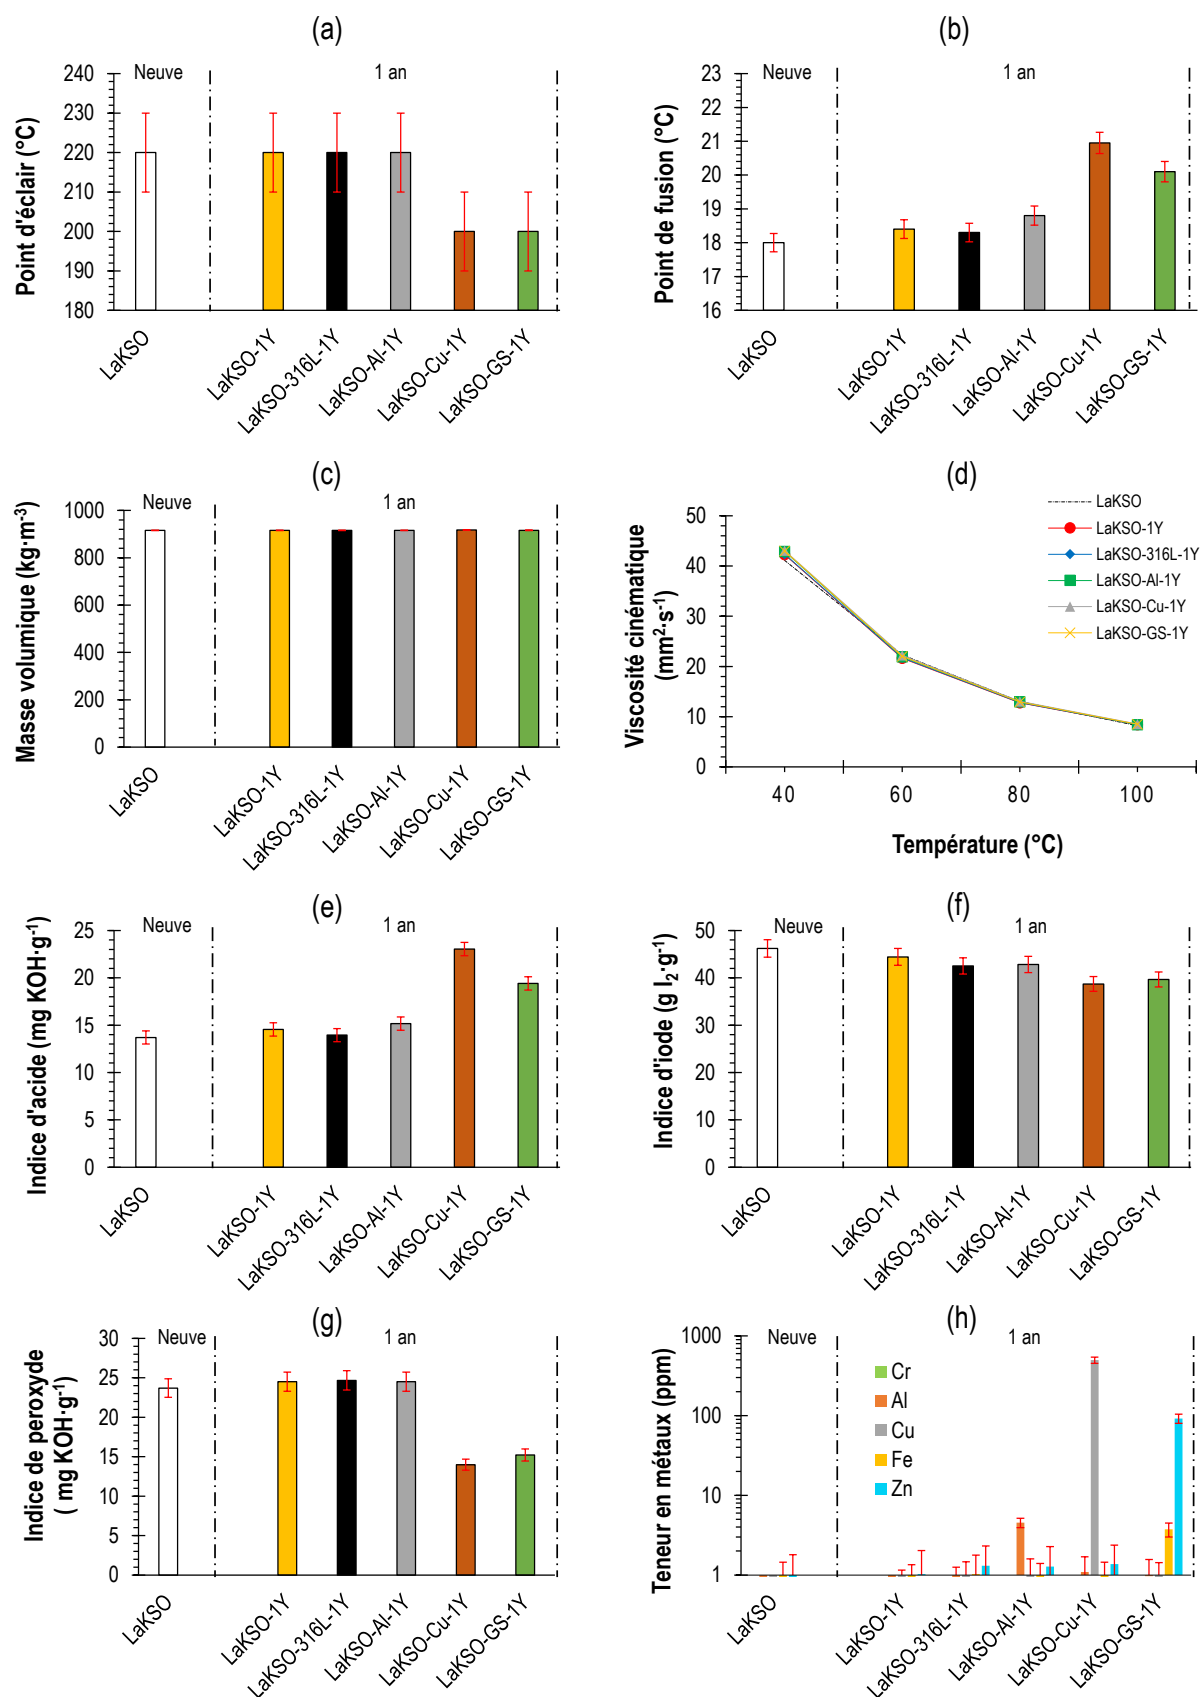 (a)
Neuve
1 an
Point d'éclair (°C)
240
230
220
210
200
190
180
LaKSO
LaKSO-1Y
LaKSO-316L-1Y
LaKSO-Al-1Y
LaKSO-Cu-1Y
LaKSO-GS-1Y
(b)
Neuve
1 an
Point de fusion (°C)
23
22
21
20
19
18
17
16
LaKSO
LaKSO-1Y
LaKSO-316L-1Y
LaKSO-Al-1Y
LaKSO-Cu-1Y
LaKSO-GS-1Y
(c)
Neuve
1 an
Masse volumique (kg·m⁻³)
1000
800
600
400
200
0
LaKSO
LaKSO-1Y
LaKSO-316L-1Y
LaKSO-Al-1Y
LaKSO-Cu-1Y
LaKSO-GS-1Y
(d)
LaKSO
LaKSO-1Y
LaKSO-316L-1Y
LaKSO-Al-1Y
LaKSO-Cu-1Y
LaKSO-GS-1Y
Viscosité cinématique
(mm²·s⁻¹)
50
40
30
20
10
0
40 60 80 100
Température (°C)
(e)
Neuve
1 an
Indice d'acide (mg KOH·g⁻¹)
25
20
15
10
5
0
LaKSO
LaKSO-1Y
LaKSO-316L-1Y
LaKSO-Al-1Y
LaKSO-Cu-1Y
LaKSO-GS-1Y
(f)
Neuve
1 an
Indice d'iode (g I₂·g⁻¹)
50
40
30
20
10
0
LaKSO
LaKSO-1Y
LaKSO-316L-1Y
LaKSO-Al-1Y
LaKSO-Cu-1Y
LaKSO-GS-1Y
(g)
Neuve
1 an
Indice de peroxyde
( mg KOH·g⁻¹)
30
25
20
15
10
5
0
LaKSO
LaKSO-1Y
LaKSO-316L-1Y
LaKSO-Al-1Y
LaKSO-Cu-1Y
LaKSO-GS-1Y
(h)
Neuve
1 an
Teneur en métaux (ppm)
1000
100
10
1
Cr
Al
Cu
Fe
Zn
LaKSO
LaKSO-1Y
LaKSO-316L-1Y
LaKSO-Al-1Y
LaKSO-Cu-1Y
LaKSO-GS-1Y